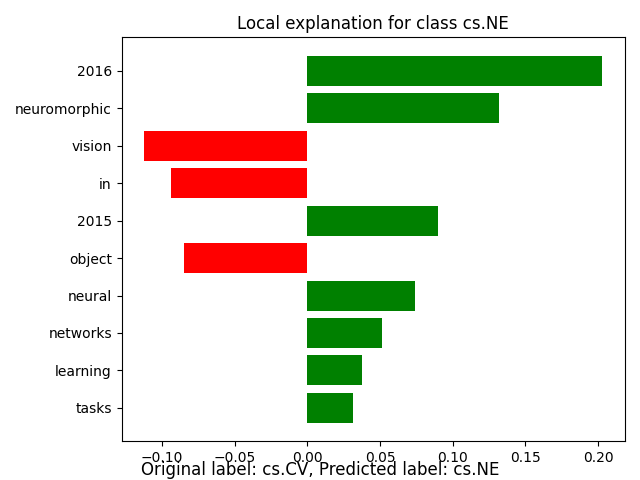 Local explanation for class cs.NE
2016
neuromorphic
vision
in
2015
object
neural
networks
learning
tasks
−0.10 −0.05 0.00 0.05 0.10 0.15 0.20
Original label: cs.CV, Predicted label: cs.NE